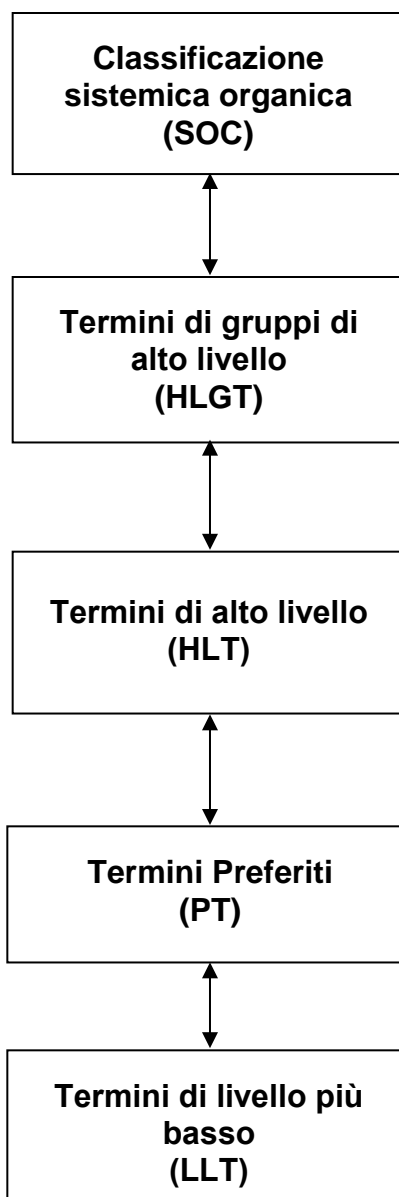 Classificazione
sistemica organica
(SOC)
Termini di gruppi di
alto livello
(HLGT)
Termini di alto livello
(HLT)
Termini Preferiti
(PT)
Termini di livello più
basso
(LLT)